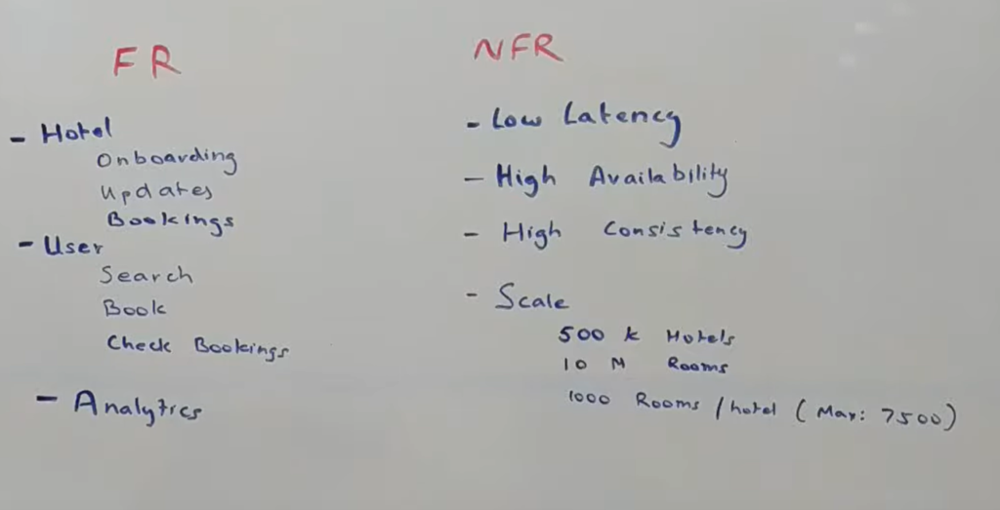 FR
- Hotel
Onboarding
Updates
Bookings
- User
Search
Book
Check Bookings
- Analytics
NFR
- Low Latency
- High Availability
- High Consistency
- Scale
500 k Hotels
10 M Rooms
1000 Rooms / hotel ( Max: 7500 )